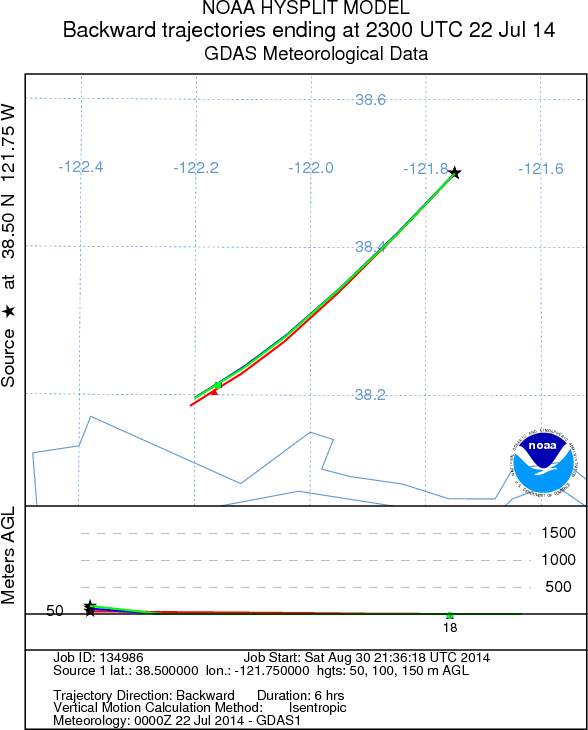 NOAA HYSPLIT MODEL
Backward trajectories ending at 2300 UTC 22 Jul 14
GDAS Meteorological Data
Source ★ at 38.50 N 121.75 W
38.6
-122.4 -122.2 -122.0 -121.8 -121.6
38.4
38.2
noaa
Meters AGL
1500
1000
500
50
18
Job ID: 134986 Job Start: Sat Aug 30 21:36:18 UTC 2014
Source 1 lat.: 38.500000 lon.: -121.750000 hgts: 50, 100, 150 m AGL
Trajectory Direction: Backward Duration: 6 hrs
Vertical Motion Calculation Method: Isentropic
Meteorology: 0000Z 22 Jul 2014 - GDAS1